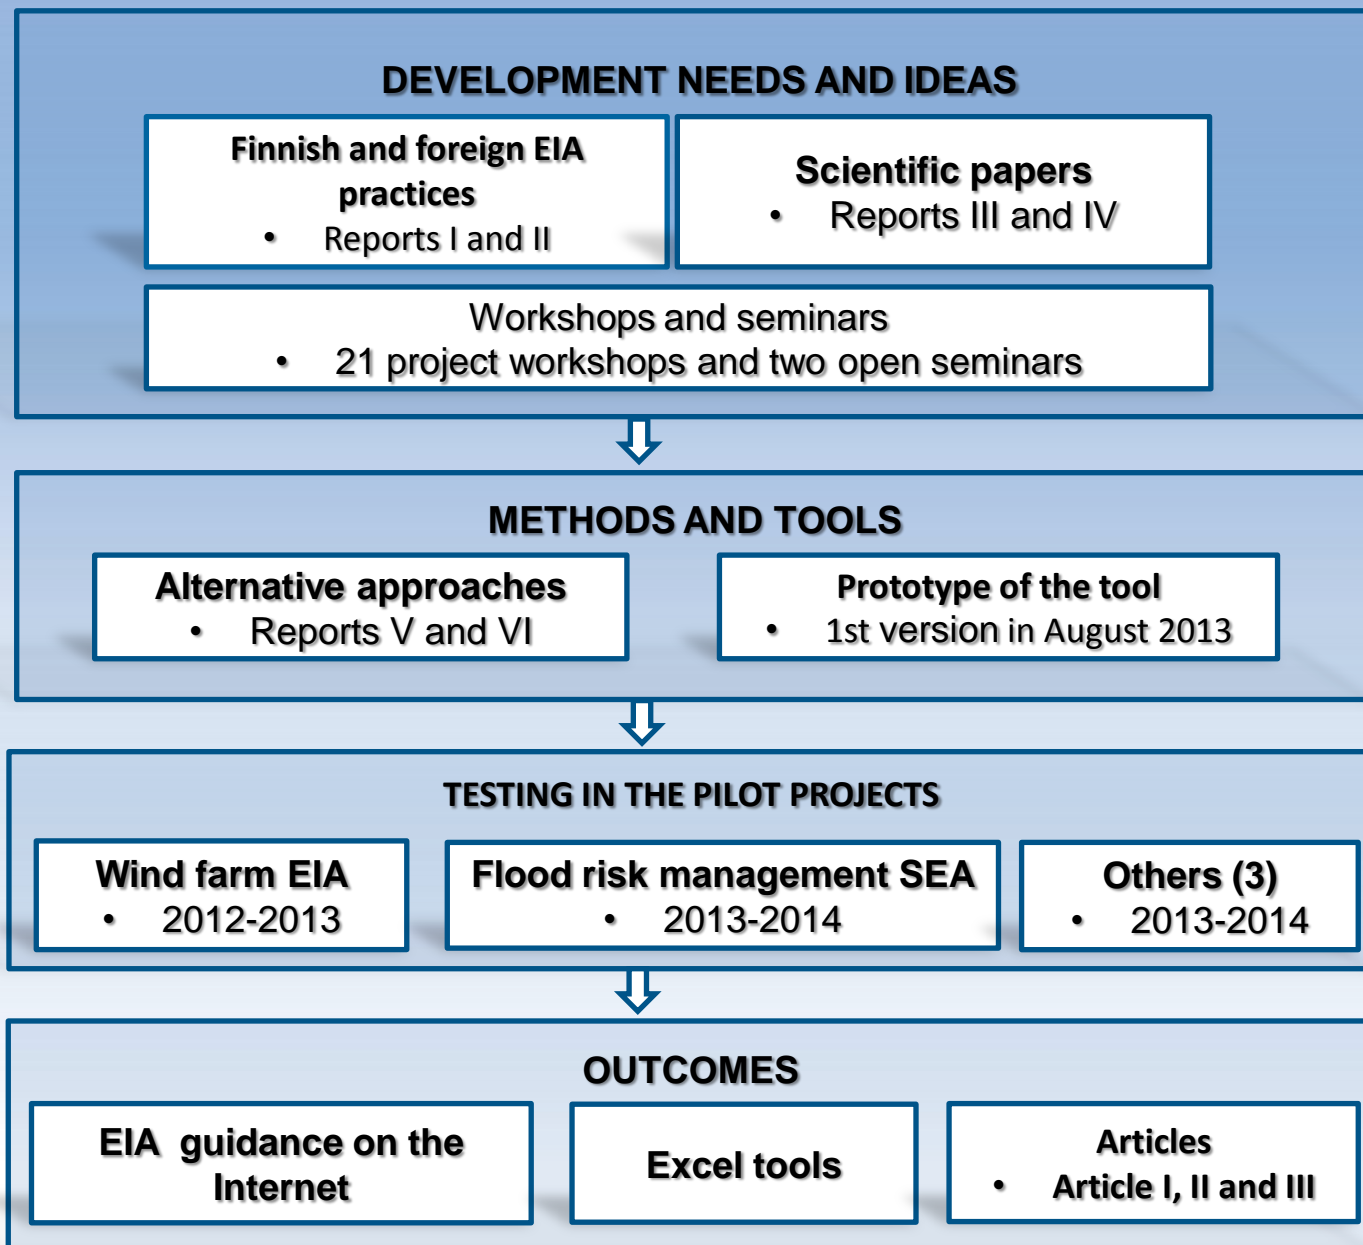 DEVELOPMENT NEEDS AND IDEAS
Finnish and foreign EIA
practices
• Reports I and II
Scientific papers
• Reports III and IV
Workshops and seminars
• 21 project workshops and two open seminars
METHODS AND TOOLS
Alternative approaches
• Reports V and VI
Prototype of the tool
• 1st version in August 2013
TESTING IN THE PILOT PROJECTS
Wind farm EIA
• 2012-2013
Flood risk management SEA
• 2013-2014
Others (3)
• 2013-2014
OUTCOMES
EIA guidance on the
Internet
Excel tools
Articles
• Article I, II and III